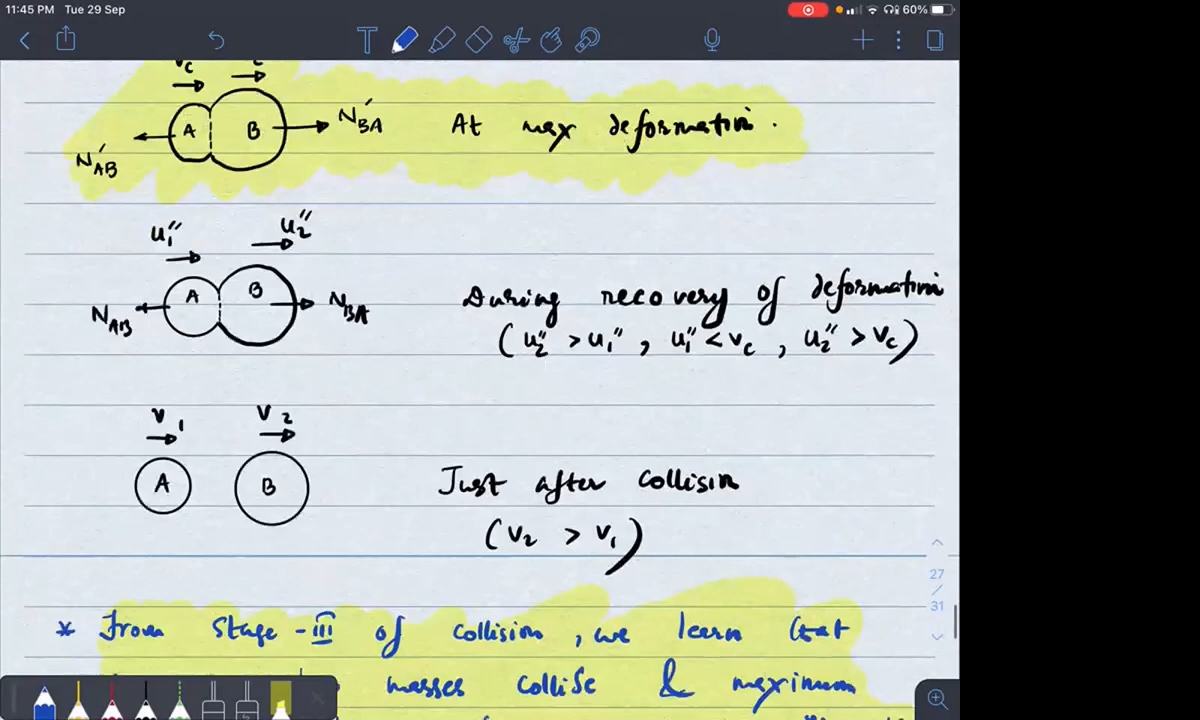 11:45 PM Tue 29 Sep
60%
T
v_c
A B
N'_AB
N'_BA
At max deformation.
u₁″ u₂″
A B
N_AB
N_BA
During recovery of deformation
(u₂″ > u₁″, u₁″ < v_c, u₂″ > v_c)
v₁ v₂
A B
Just after collision
(v₂ > v₁)
27
/
31
* From stage-III of collision, we learn that
masses collide & maximum